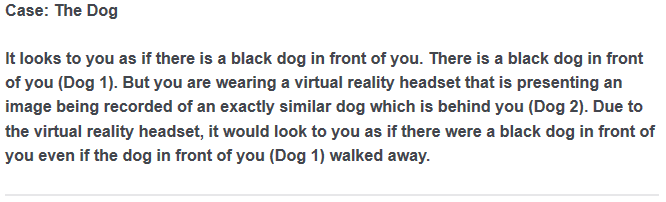 Case: The Dog
It looks to you as if there is a black dog in front of you. There is a black dog in front
of you (Dog 1). But you are wearing a virtual reality headset that is presenting an
image being recorded of an exactly similar dog which is behind you (Dog 2). Due to
the virtual reality headset, it would look to you as if there were a black dog in front of
you even if the dog in front of you (Dog 1) walked away.